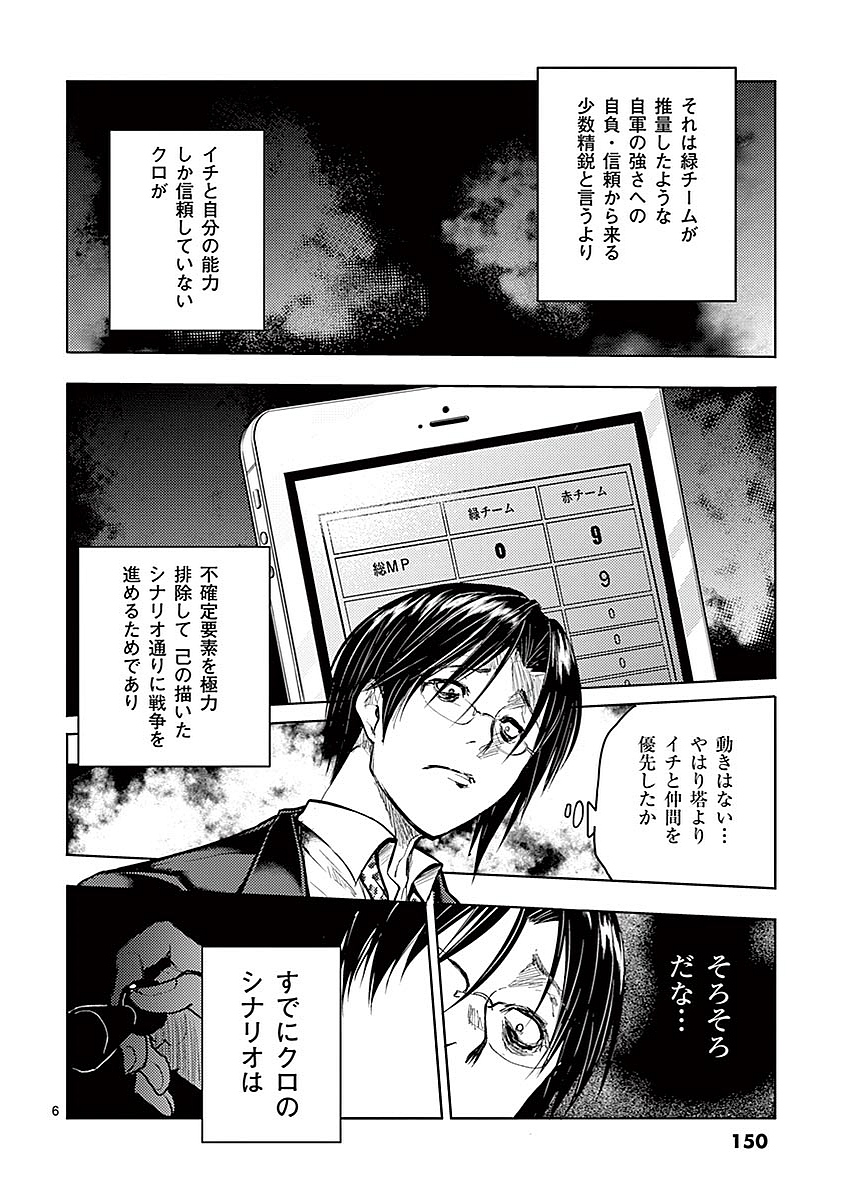 それは緑チームが
推量したような
自軍の強さへの
自負・信頼から来る
少数精鋭と言うより
イチと自分の能力
しか信頼していない
クロが
緑チーム
赤チーム
総MP
0
9
9
0
0
0
0
不確定要素を極力
排除して 己の描いた
シナリオ通りに戦争を
進めるためであり
動きはない…
やはり塔より
イチと仲間を
優先したか
そろそろ
だな…
すでにクロの
シナリオは
6
150